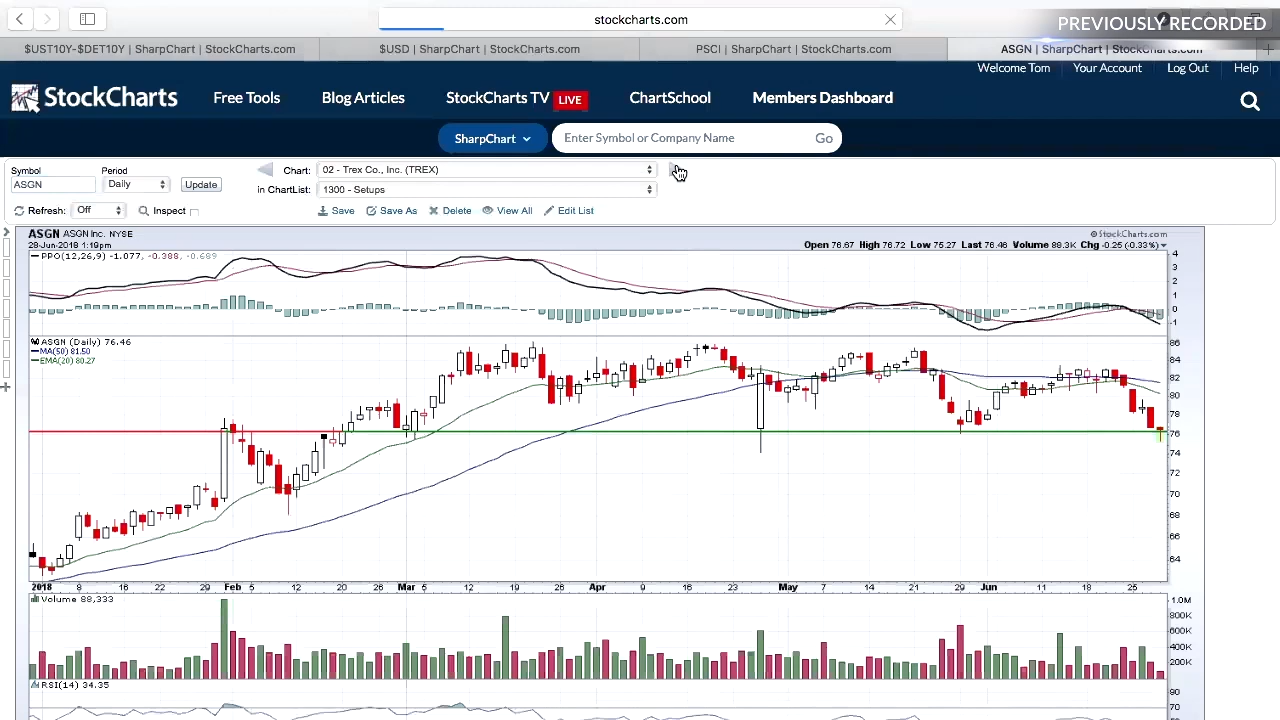 stockcharts.com
PREVIOUSLY RECORDED
$UST10Y-$DET10Y | SharpChart | StockCharts.com
$USD | SharpChart | StockCharts.com
PSCI | SharpChart | StockCharts.com
ASGN | SharpChart | StockCharts.com
Welcome Tom Your Account Log Out Help
StockCharts Free Tools Blog Articles StockCharts TV LIVE ChartSchool Members Dashboard
SharpChart Enter Symbol or Company Name Go
Symbol Period Chart: 02 - Trex Co., Inc. (TREX)
ASGN Daily Update in ChartList: 1300 - Setups
Refresh: Off Inspect Save Save As Delete View All Edit List
ASGN ASGN Inc. NYSE © StockCharts.com
28-Jun-2018 1:19pm Open 76.67 High 76.72 Low 75.27 Last 76.46 Volume 88.3K Chg -0.25 (-0.33%)
PPO(12,26,9) -1.077, -0.388, -0.689
4
3
2
1
0
-1
ASGN (Daily) 76.46
MA(50) 81.50
EMA(20) 80.27
86
84
82
80
78
76
74
72
70
68
66
64
2018 8 16 22 29 Feb 5 12 20 26 Mar 5 12 19 26 Apr 9 16 23 May 7 14 21 29 Jun 11 18 25
Volume 88,333
1.0M
800K
600K
400K
200K
RSI(14) 34.35
90
70